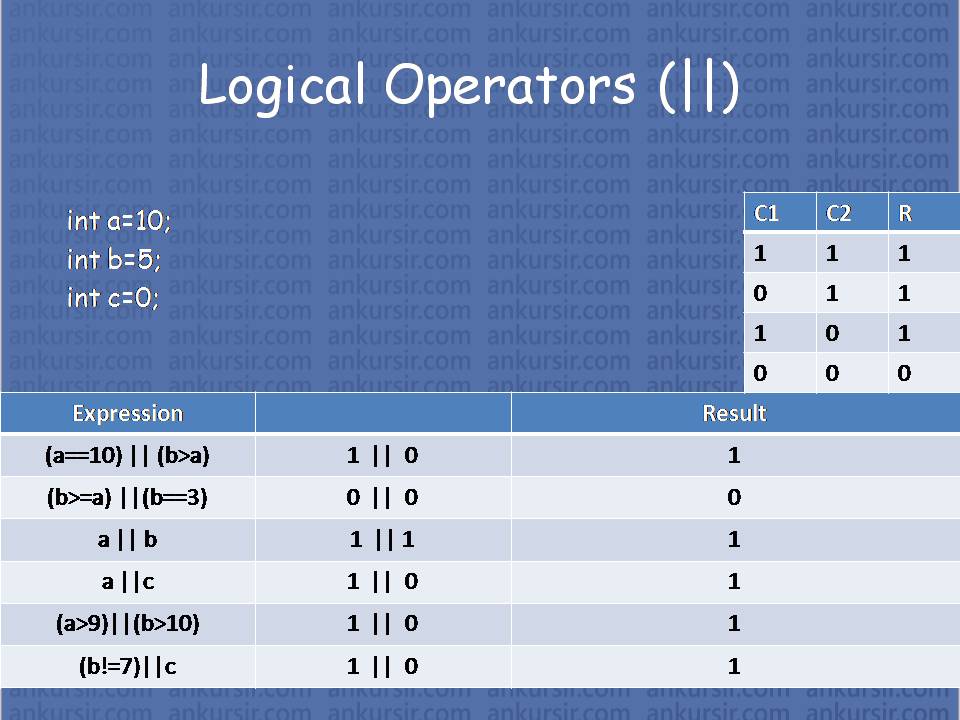 Logical Operators (||)
int a=10;
int b=5;
int c=0;
C1 C2 R
1 1 1
0 1 1
1 0 1
0 0 0
Expression Result
(a==10) || (b>a) 1 || 0 1
(b>=a) ||(b==3) 0 || 0 0
a || b 1 || 1 1
a ||c 1 || 0 1
(a>9)||(b>10) 1 || 0 1
(b!=7)||c 1 || 0 1
ankursir.com